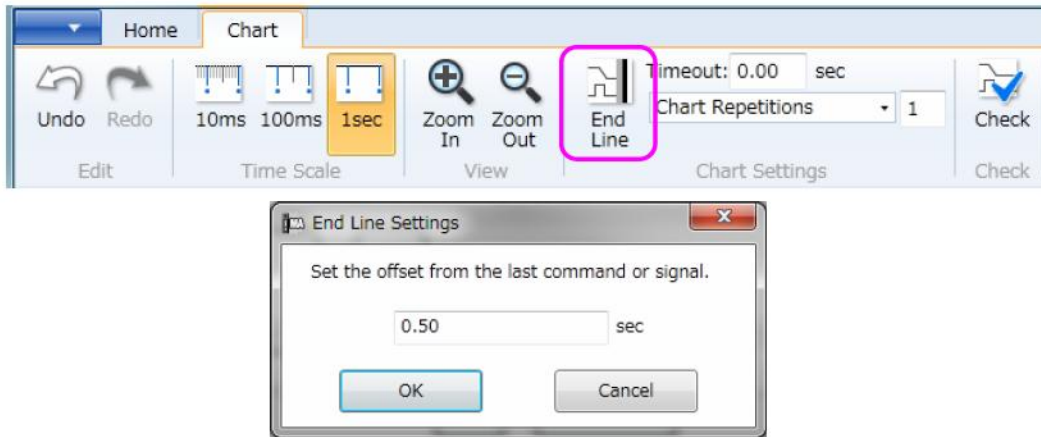 Home Chart
Timeout: 0.00 sec
Chart Repetitions 1
Undo Redo 10ms 100ms 1sec Zoom In Zoom Out End Line Check
Edit Time Scale View Chart Settings Check
End Line Settings
Set the offset from the last command or signal.
0.50 sec
OK Cancel